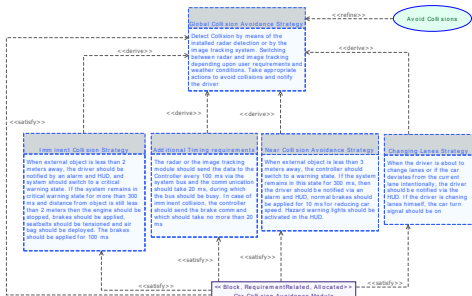 <<refine>>
Avoid Collisions
Global Collision Avoidance Strategy
Detect Collision by means of the
installed radar detection or by the
image tracking system. Switching
between radar and image tracking
depending upon user requirements and
weather conditions. Take appropriate
actions to avoid collisions and notify
the driver
<<derive>>
<<derive>>
<<derive>>
<<derive>>
<<satisfy>>
Imminent Collision Strategy
When external object is less than 2
meters away, the driver should be
notified by an alarm and HUD, and
system should switch to a critical
warning state. If the system remains in
critical warning state for more than 300
ms and distance from object is still less
than 2 meters then the engine should be
stopped, brakes should be applied,
seatbelts should be tensioned and air
bag should be deployed. The brakes
should be applied for 100 ms
Additional Timing requirements
The radar or the image tracking
module should send the data to the
Controller every 100 ms via the
system bus and the communication
should take 20 ms, during which
the bus should be busy. In case of
imminent collision, the controller
should send the brake command
which should take no more than 20
ms
Near Collision Avoidance Strategy
When external object is less than 3
meters, the controller should switch
to a warning state. If the system
remains in this state for 300 ms, then
the driver should be notified via an
alarm and HUD, normal brakes should
be applied for 10 ms for reducing car
speed. Hazard warning lights should be
activated in the HUD.
Changing Lanes Strategy
When the driver is about to
change lanes or if the car
deviates from the current
lane intentionally, the driver
should be notified via the
HUD. If the driver is changing
lanes himself, the car turn
signal should be on
<<satisfy>>
<<satisfy>>
<<satisfy>>
<<satisfy>>
<< Block, RequirementRelated, Allocated>>
Car Collision Avoidance Module